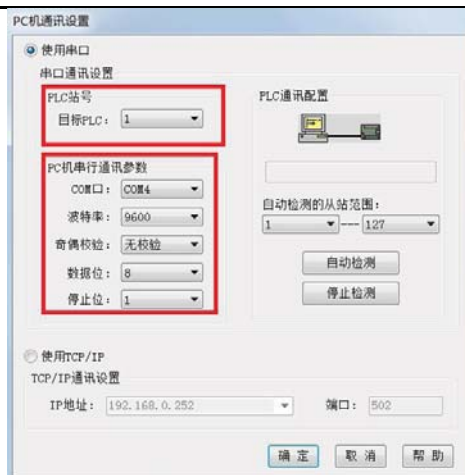 PC机通讯设置
使用串口
串口通讯设置
PLC站号
目标PLC: 1
PC机串行通讯参数
COM口: COM4
波特率: 9600
奇偶校验: 无校验
数据位: 8
停止位: 1
PLC通讯配置
自动检测的从站范围:
1 --- 127
自动检测
停止检测
使用TCP/IP
TCP/IP通讯设置
IP地址: 192.168.0.252 端口: 502
确定 取消 帮助